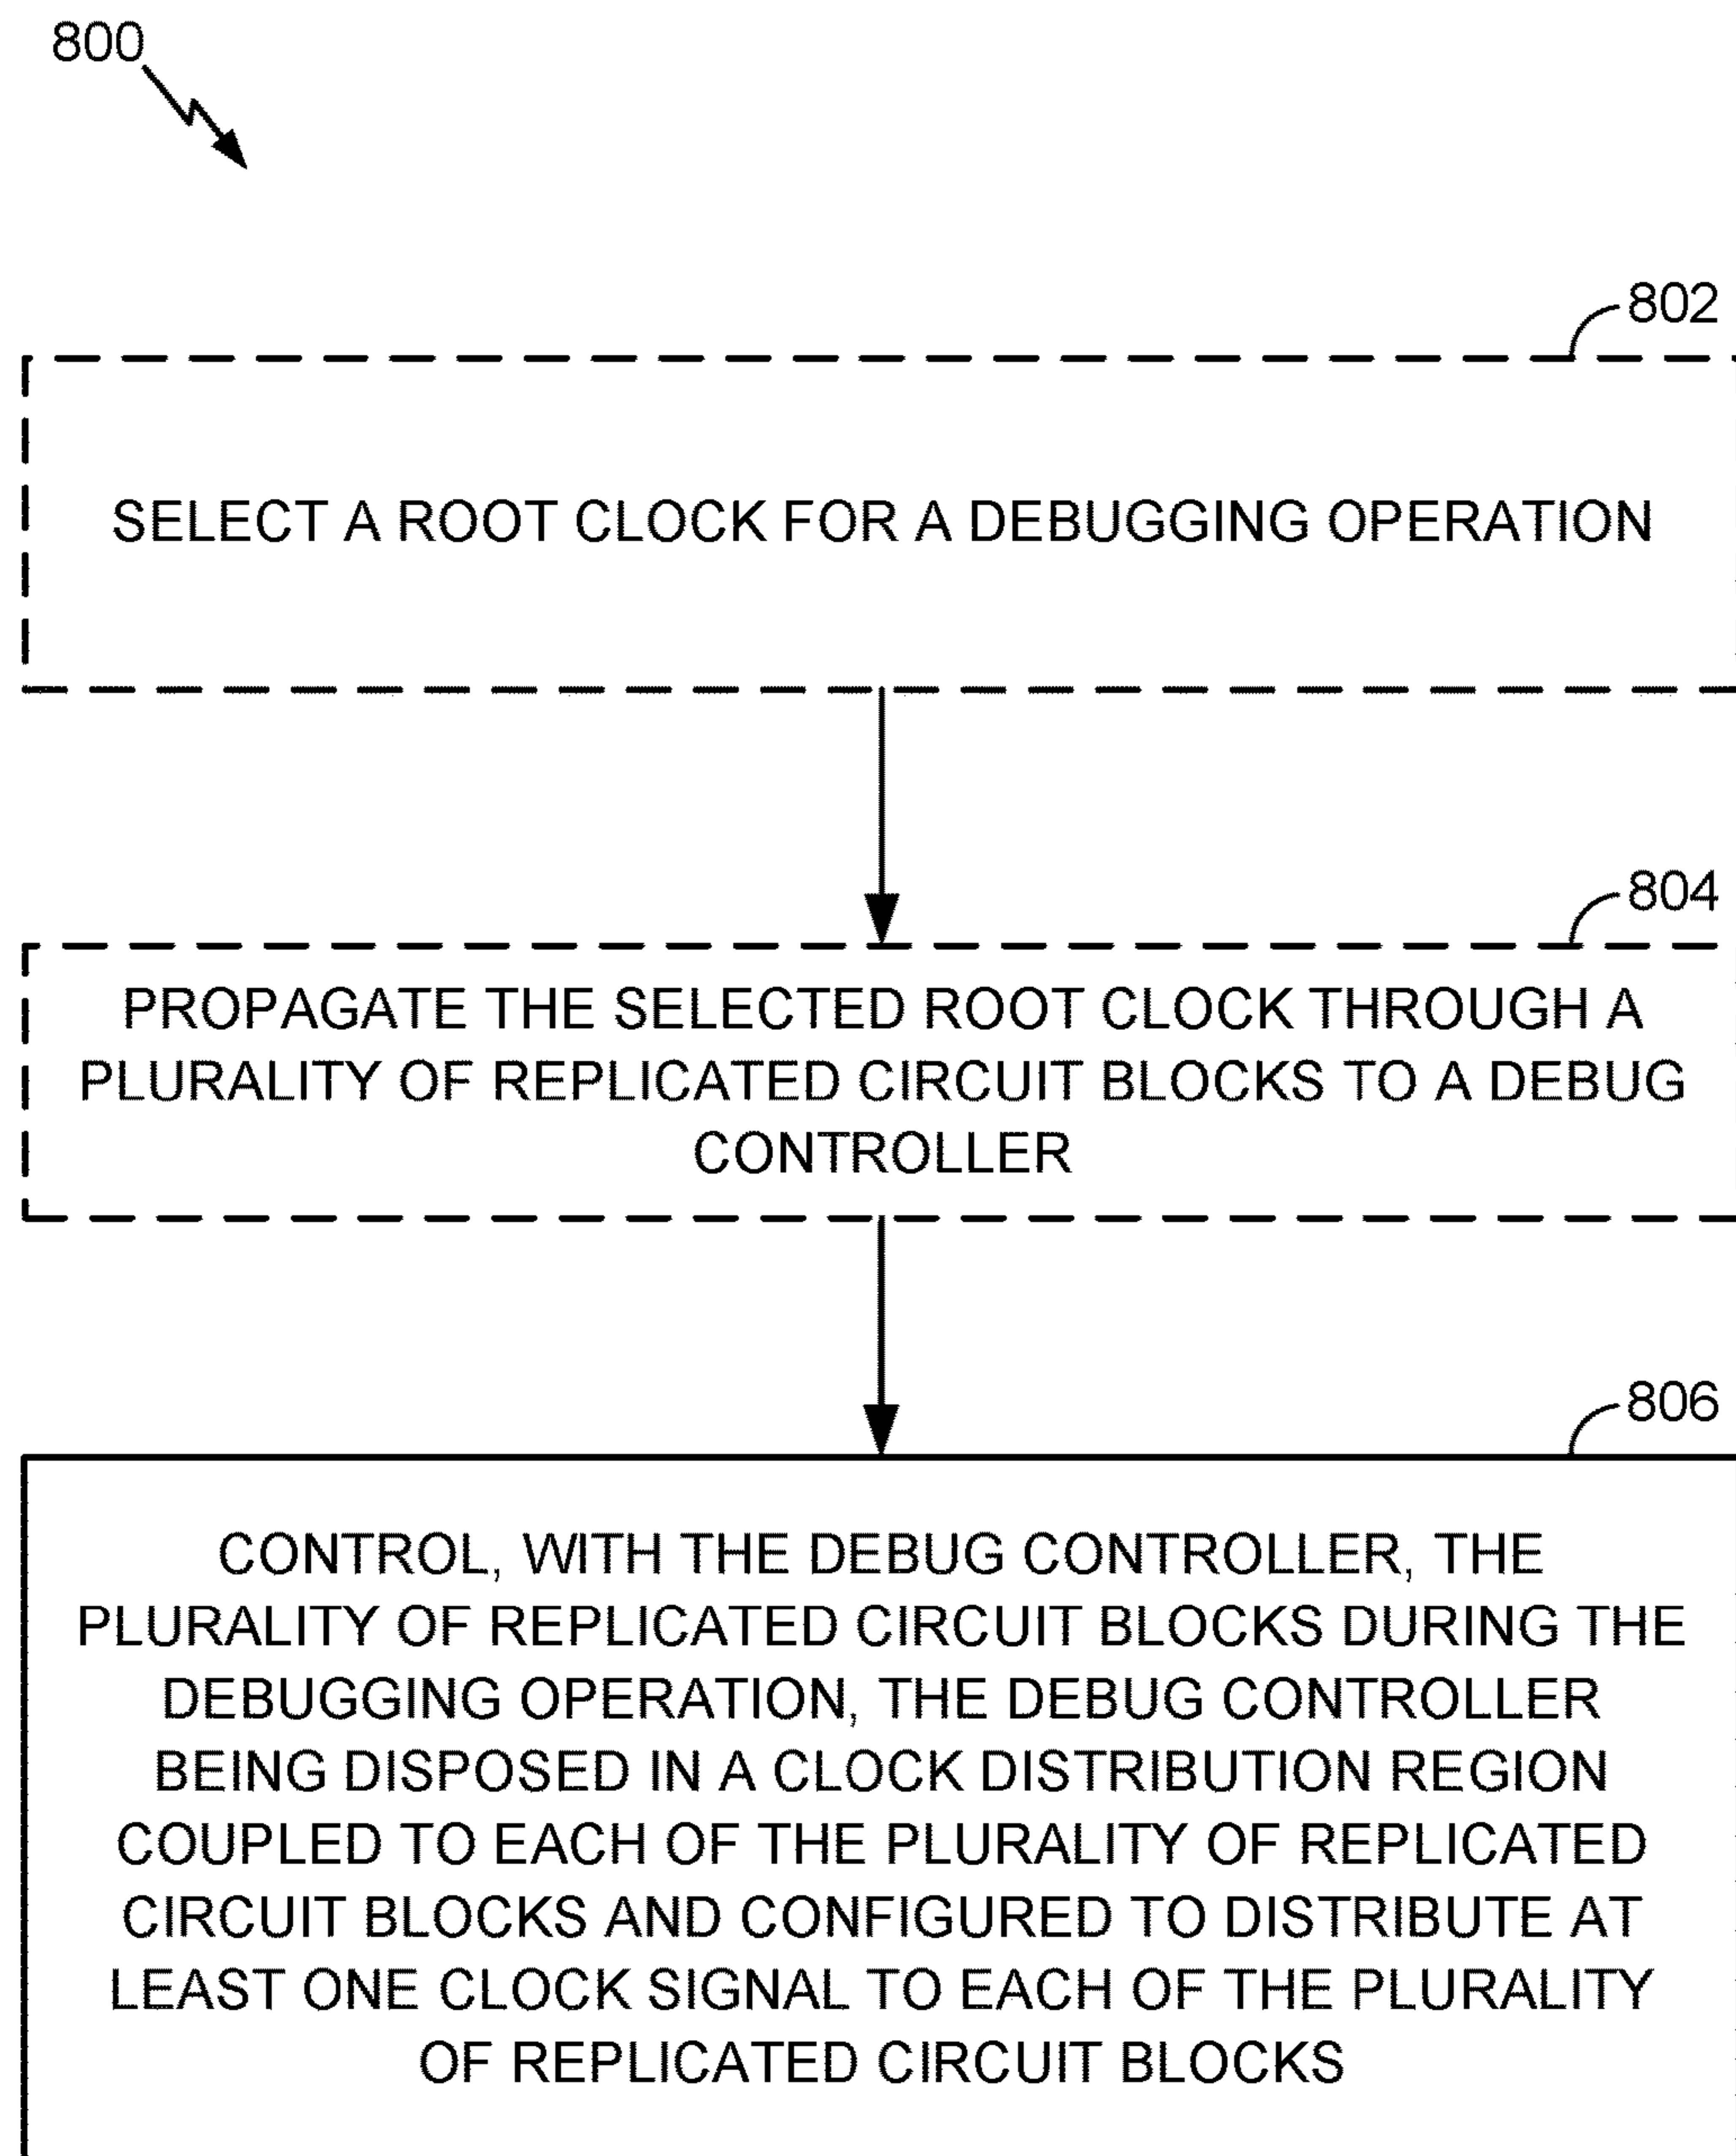 800
802
SELECT A ROOT CLOCK FOR A DEBUGGING OPERATION
804
PROPAGATE THE SELECTED ROOT CLOCK THROUGH A
PLURALITY OF REPLICATED CIRCUIT BLOCKS TO A DEBUG
CONTROLLER
806
CONTROL, WITH THE DEBUG CONTROLLER, THE
PLURALITY OF REPLICATED CIRCUIT BLOCKS DURING THE
DEBUGGING OPERATION, THE DEBUG CONTROLLER
BEING DISPOSED IN A CLOCK DISTRIBUTION REGION
COUPLED TO EACH OF THE PLURALITY OF REPLICATED
CIRCUIT BLOCKS AND CONFIGURED TO DISTRIBUTE AT
LEAST ONE CLOCK SIGNAL TO EACH OF THE PLURALITY
OF REPLICATED CIRCUIT BLOCKS